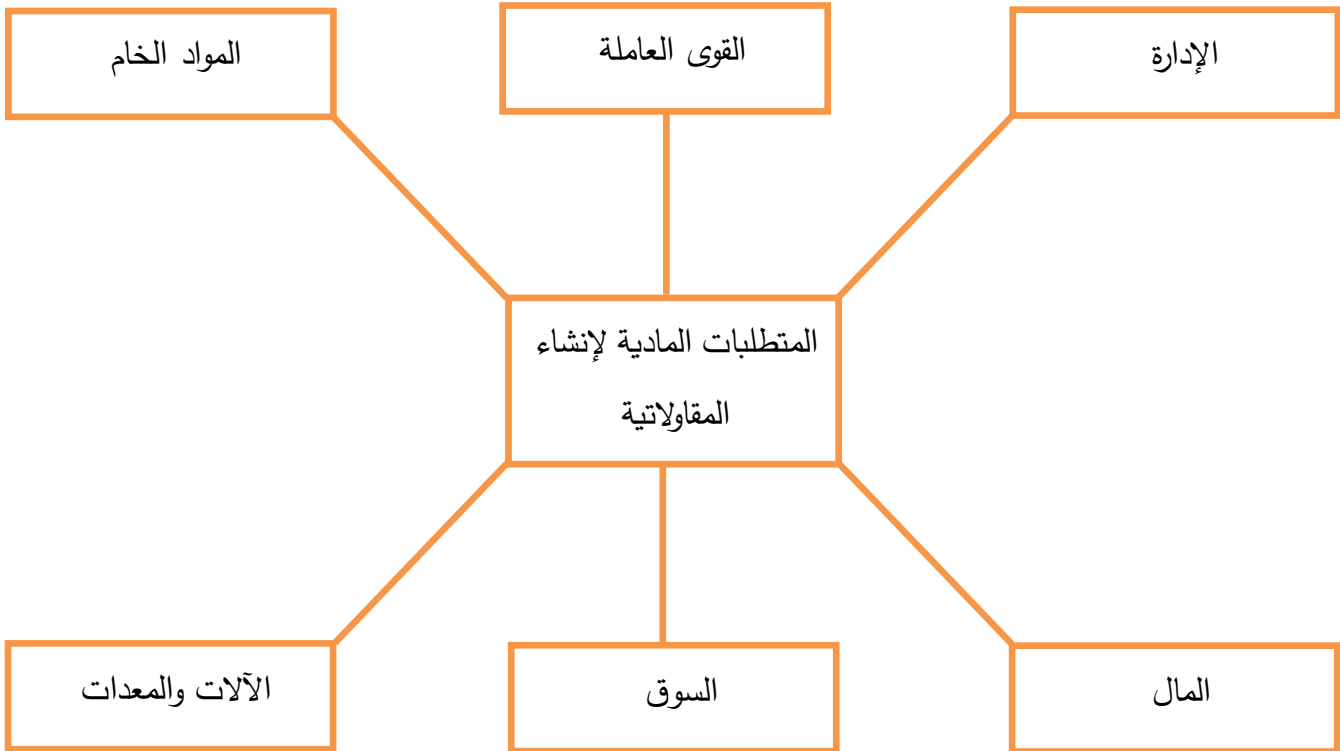 الإدارة
القوى العاملة
المواد الخام
المتطلبات المادية لإنشاء
المقاولاتية
المال
السوق
الآلات والمعدات